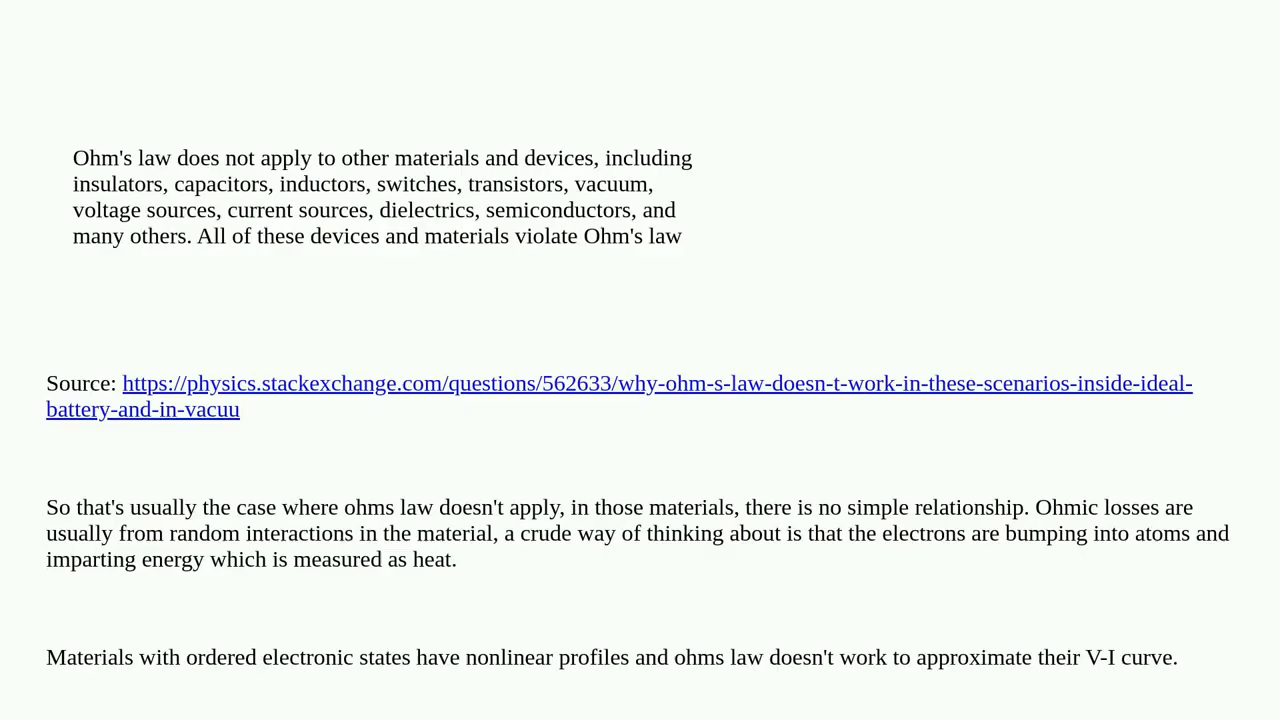 Ohm's law does not apply to other materials and devices, including
insulators, capacitors, inductors, switches, transistors, vacuum,
voltage sources, current sources, dielectrics, semiconductors, and
many others. All of these devices and materials violate Ohm's law
Source: https://physics.stackexchange.com/questions/562633/why-ohm-s-law-doesn-t-work-in-these-scenarios-inside-ideal-
battery-and-in-vacuu
So that's usually the case where ohms law doesn't apply, in those materials, there is no simple relationship. Ohmic losses are
usually from random interactions in the material, a crude way of thinking about is that the electrons are bumping into atoms and
imparting energy which is measured as heat.
Materials with ordered electronic states have nonlinear profiles and ohms law doesn't work to approximate their V-I curve.